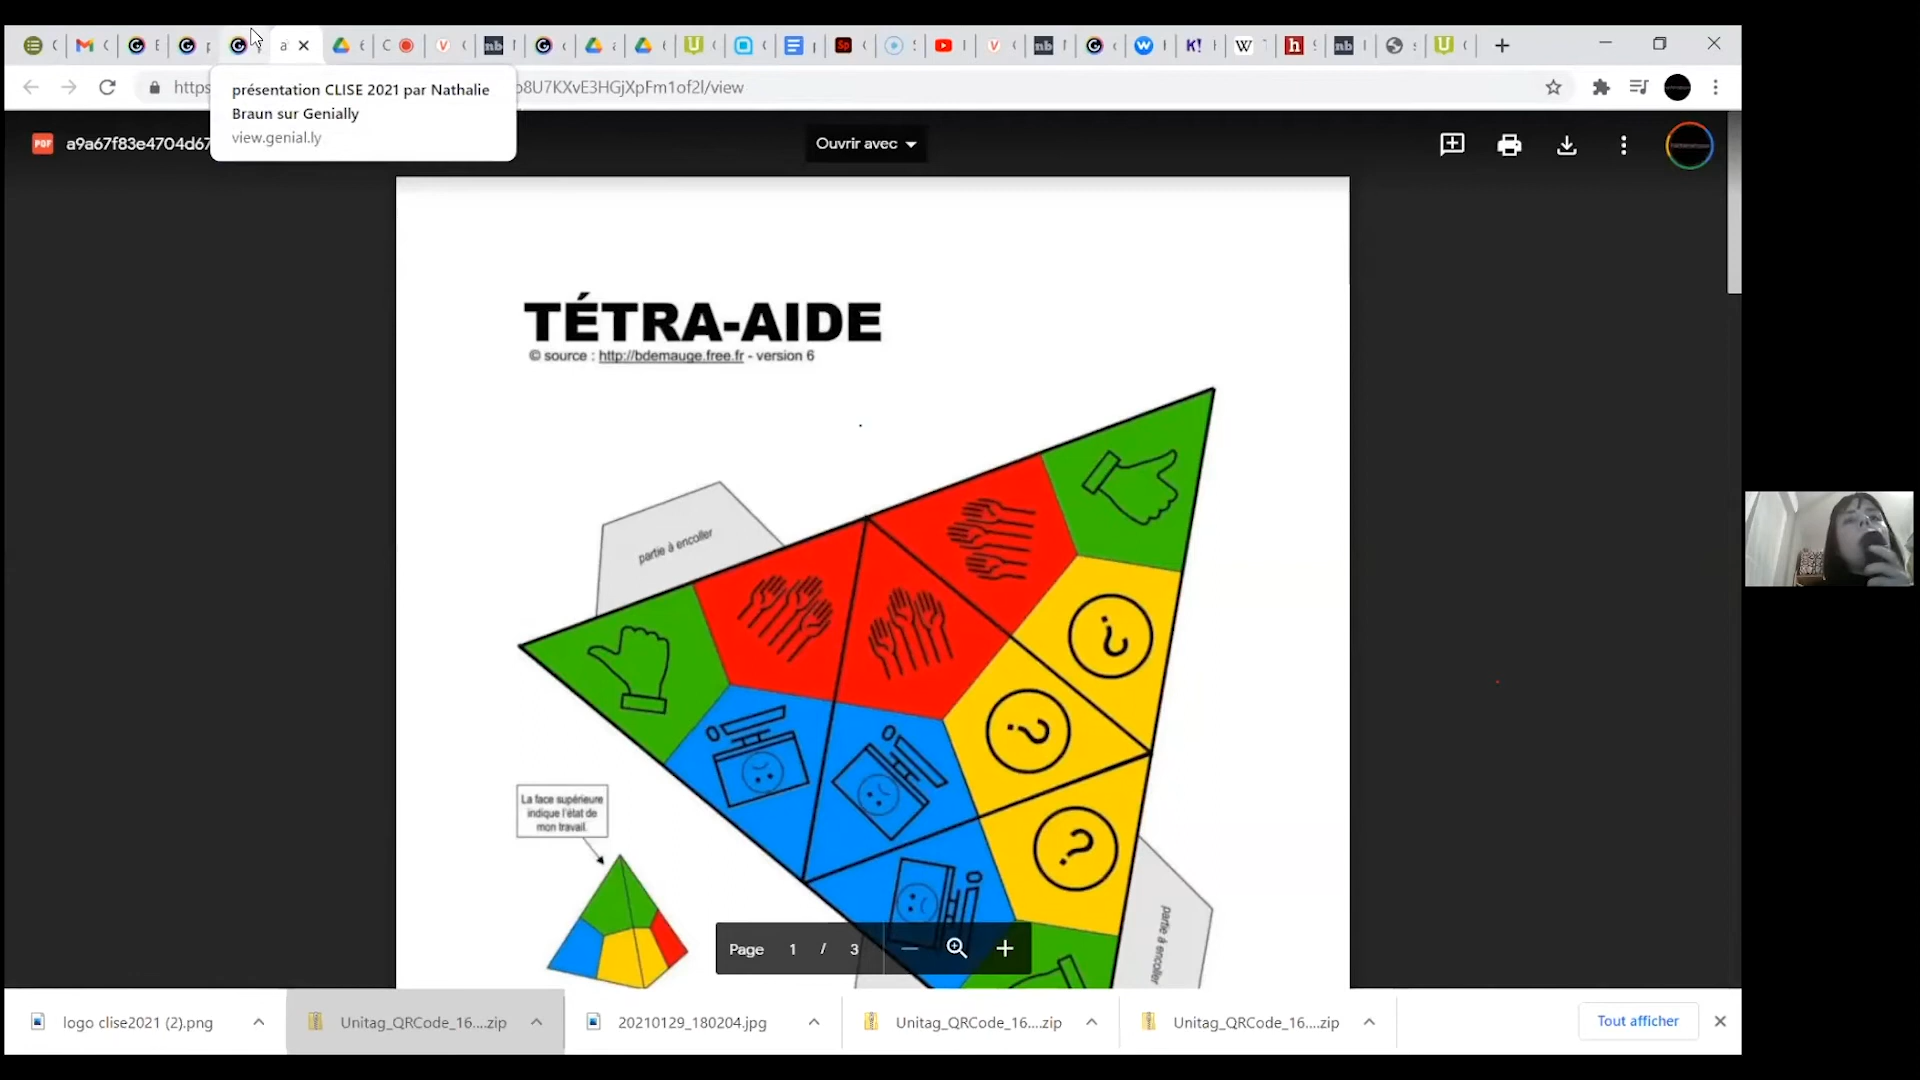 https
o8U7KXvE3HGjXpFm1of2l/view
présentation CLISE 2021 par Nathalie
Braun sur Genially
view.genial.ly
PDF
a9a67f83e4704d67
Ouvrir avec
TÉTRA-AIDE
© source : http://bdemauge.free.fr - version 6
partie à encoller
?
?
?
La face supérieure
indique l'état de
mon travail.
partie à encoller
Page 1 / 3
logo clise2021 (2).png
Unitag_QRCode_16....zip
20210129_180204.jpg
Unitag_QRCode_16....zip
Unitag_QRCode_16....zip
Tout afficher